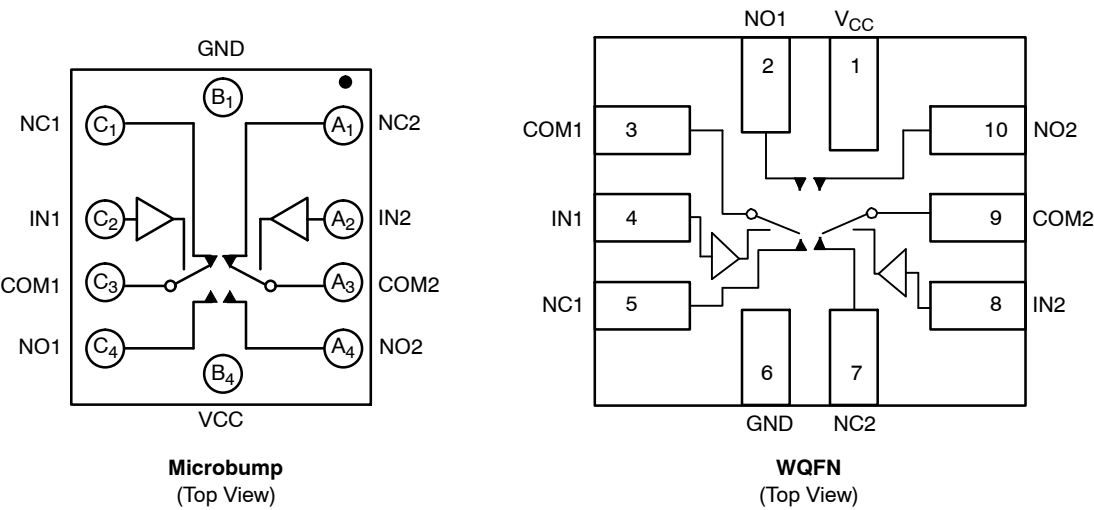 GND
B1
NC1 C1 A1 NC2
IN1 C2 A2 IN2
COM1 C3 A3 COM2
NO1 C4 A4 NO2
B4
VCC
Microbump
(Top View)
NO1 VCC
2 1
COM1 3 10 NO2
IN1 4 9 COM2
NC1 5 8 IN2
6 7
GND NC2
WQFN
(Top View)